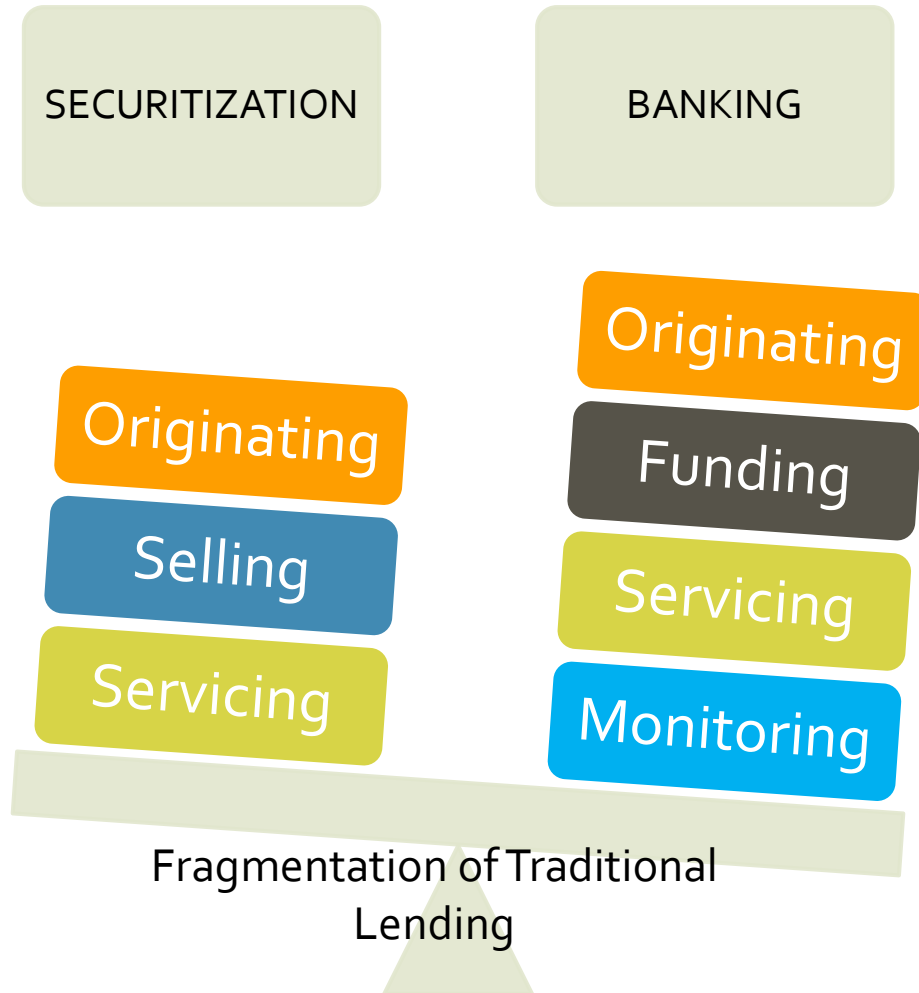 SECURITIZATION
BANKING
Originating
Selling
Servicing
Originating
Funding
Servicing
Monitoring
Fragmentation of Traditional
Lending